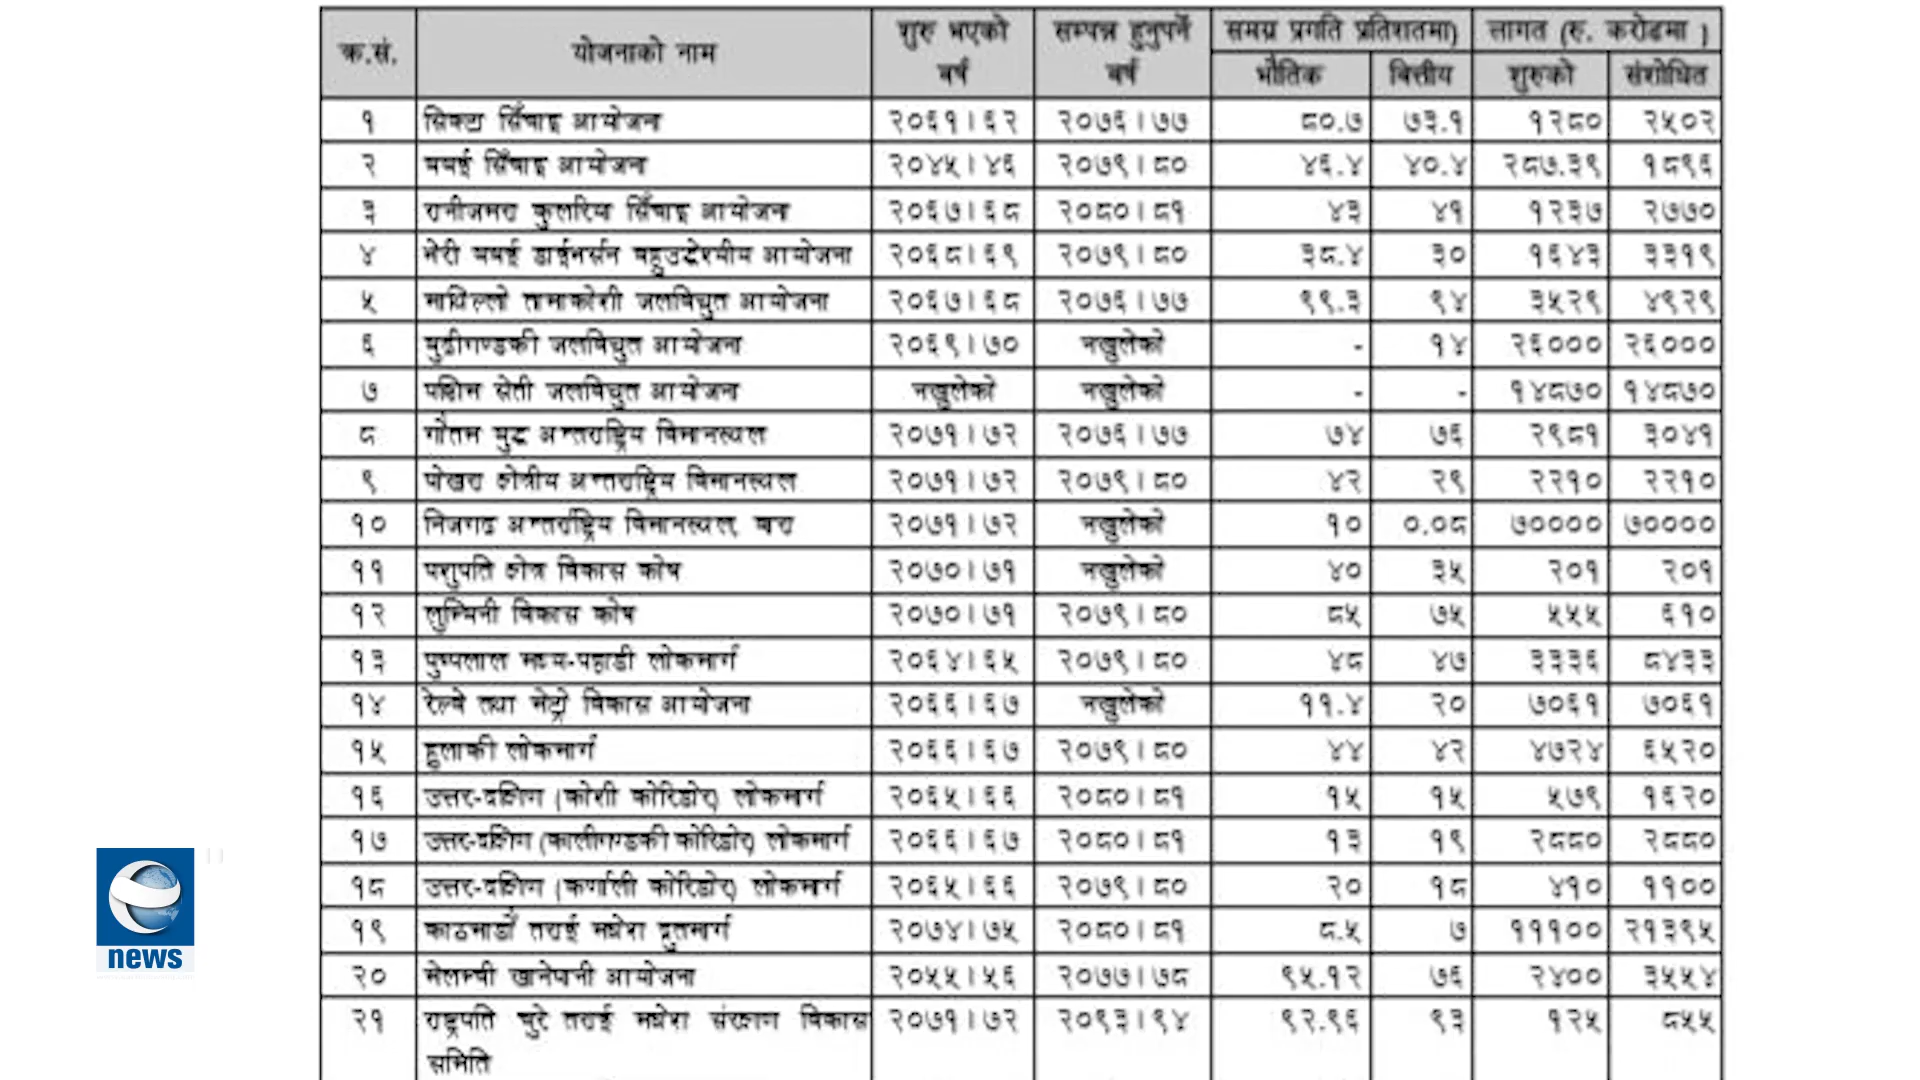 क्र.सं. योजनाको नाम शुरु भएको वर्ष सम्पन्न हुनुपर्ने वर्ष समग्र प्रगति प्रतिशतमा) लागत (रु. करोडमा )
भौतिक वित्तीय शुरुको संशोधित
१ सिक्टा सिँचाइ आयोजना २०६१।६२ २०७६।७७ ८०.७ ७३.१ १२८० २५०२
२ बबई सिँचाइ आयोजना २०४५।४६ २०७९।८० ४६.४ ४०.४ २८७.३९ १८९६
३ रानीजमरा कुलरिया सिँचाइ आयोजना २०६७।६८ २०८०।८१ ४३ ४१ १२३७ २७७०
४ भेरी बबई डाईभर्सन बहुउद्देश्यीय आयोजना २०६८।६९ २०७९।८० ३८.४ ३० १६४३ ३३१९
५ माथिल्लो तामाकोशी जलविद्युत आयोजना २०६७।६८ २०७६।७७ ९९.३ ९४ ३५२९ ४९२९
६ बुढीगण्डकी जलविद्युत आयोजना २०६९।७० नखुलेको - १४ २६००० २६०००
७ पश्चिम सेती जलविद्युत आयोजना नखुलेको नखुलेको - - १४८७० १४८७०
८ गौतम बुद्ध अन्तर्राष्ट्रिय विमानस्थल २०७१।७२ २०७६।७७ ७४ ७६ २९८१ ३०४१
९ पोखरा क्षेत्रीय अन्तर्राष्ट्रिय विमानस्थल २०७१।७२ २०७९।८० ४२ २९ २२१० २२१०
१० निजगढ अन्तर्राष्ट्रिय विमानस्थल, बारा २०७१।७२ नखुलेको १० ०.०८ ७०००० ७००००
११ पशुपति क्षेत्र विकास कोष २०७०।७१ नखुलेको ४० ३५ २०१ २०१
१२ लुम्बिनी विकास कोष २०७०।७१ २०७९।८० ८५ ७५ ५५५ ६१०
१३ पुष्पलाल मध्य-पहाडी लोकमार्ग २०६४।६५ २०७९।८० ४८ ४७ ३३३६ ८४३३
१४ रेल्वे तथा मेट्रो विकास आयोजना २०६६।६७ नखुलेको ११.४ २० ७०६१ ७०६१
१५ हुलाकी लोकमार्ग २०६६।६७ २०७९।८० ४४ ४२ ४७२४ ६५२०
१६ उत्तर-दक्षिण (कोशी कोरिडोर) लोकमार्ग २०६५।६६ २०८०।८१ १५ १५ ५७९ १६२०
१७ उत्तर-दक्षिण (कालीगण्डकी कोरिडोर) लोकमार्ग २०६६।६७ २०८०।८१ १३ १९ २८८० २८८०
१८ उत्तर-दक्षिण (कर्णाली कोरिडोर) लोकमार्ग २०६५।६६ २०७९।८० २० १८ ४१० ११००
१९ काठमाडौँ तराई मधेश द्रुतमार्ग २०७४।७५ २०८०।८१ ८.५ ७ १११०० २१३९५
२० मेलम्ची खानेपानी आयोजना २०५५।५६ २०७७।७८ ९५.१२ ७६ २४०० ३५५४
२१ राष्ट्रपति चुरे तराई मधेश संरक्षण विकास समिति २०७१।७२ २०९३।९४ ९२.९६ ९३ १२५ ८५५
news